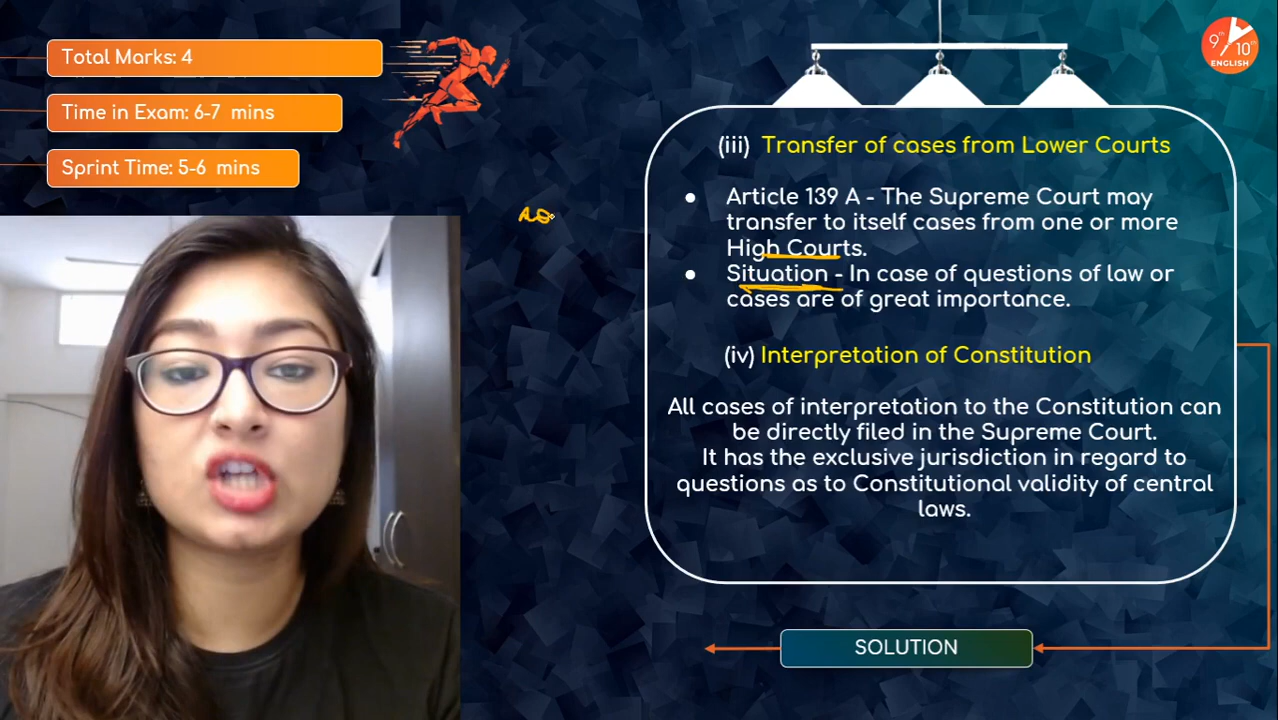 Total Marks: 4
Time in Exam: 6-7 mins
Sprint Time: 5-6 mins
9th
10th
ENGLISH
(iii) Transfer of cases from Lower Courts
● Article 139 A - The Supreme Court may
transfer to itself cases from one or more
High Courts.
● Situation - In case of questions of law or
cases are of great importance.
(iv) Interpretation of Constitution
All cases of interpretation to the Constitution can
be directly filed in the Supreme Court.
It has the exclusive jurisdiction in regard to
questions as to Constitutional validity of central
laws.
SOLUTION